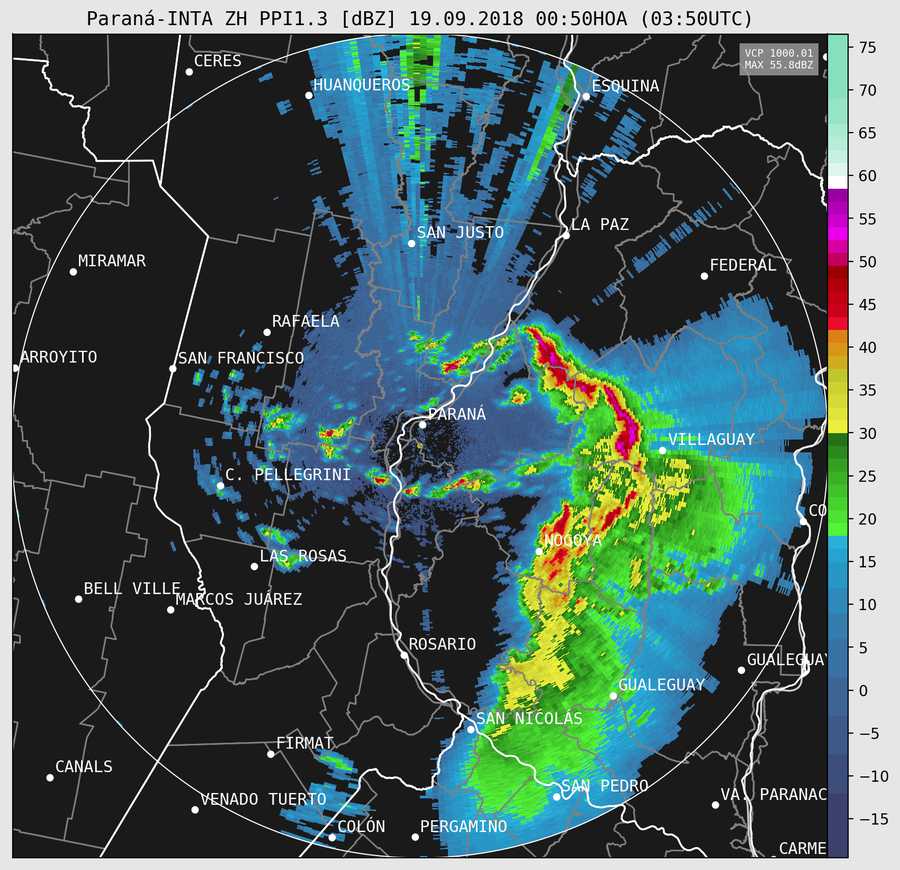 Paraná-INTA ZH PPI1.3 [dBZ] 19.09.2018 00:50HOA (03:50UTC)
VCP 1000.01
MAX 55.8dBZ
CERES
HUANQUEROS
ESQUINA
SAN JUSTO
LA PAZ
MIRAMAR
FEDERAL
RAFAELA
ARROYITO
SAN FRANCISCO
PARANÁ
VILLAGUAY
C. PELLEGRINI
CO
NOGOYA
LAS ROSAS
BELL VILLE
MARCOS JUÁREZ
ROSARIO
GUALEGUAY
GUALEGUAY
SAN NICOLAS
FIRMAT
CANALS
SAN PEDRO
VENADO TUERTO
VA. PARANAC
COLÓN
PERGAMINO
CARME
75
70
65
60
55
50
45
40
35
30
25
20
15
10
5
0
−5
−10
−15